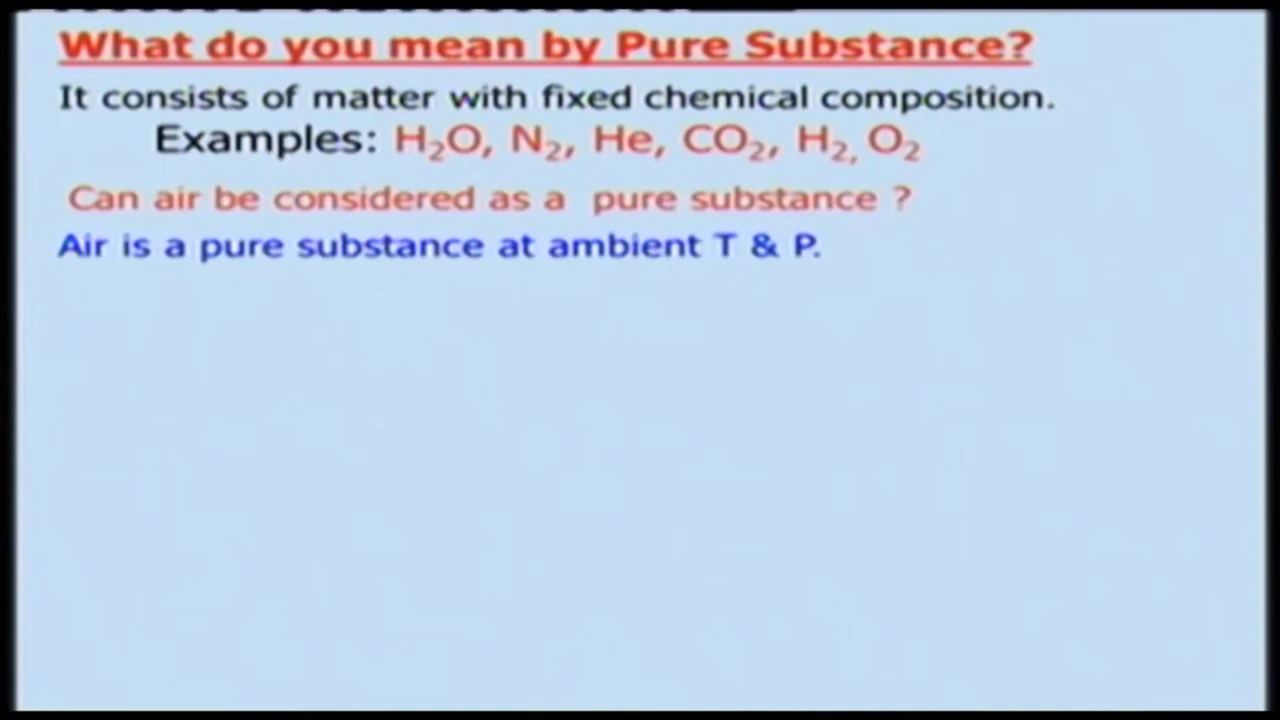 What do you mean by Pure Substance?
It consists of matter with fixed chemical composition.
Examples: H₂O, N₂, He, CO₂, H₂, O₂
Can air be considered as a pure substance ?
Air is a pure substance at ambient T & P.